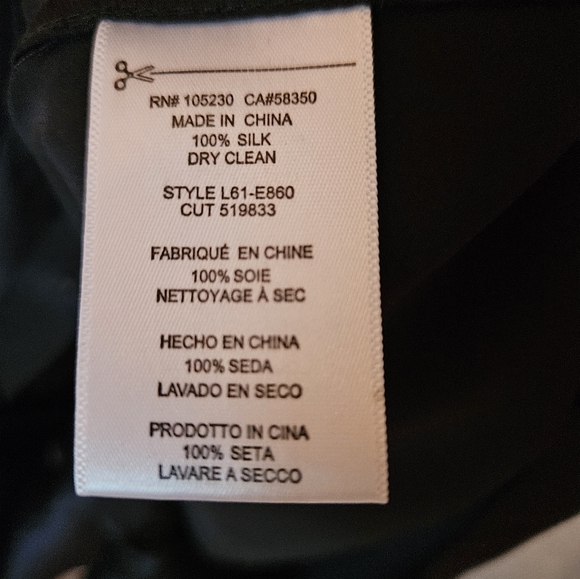 RN# 105230 CA#58350
MADE IN CHINA
100% SILK
DRY CLEAN
STYLE L61-E860
CUT 519833
FABRIQUÉ EN CHINE
100% SOIE
NETTOYAGE À SEC
HECHO EN CHINA
100% SEDA
LAVADO EN SECO
PRODOTTO IN CINA
100% SETA
LAVARE A SECCO